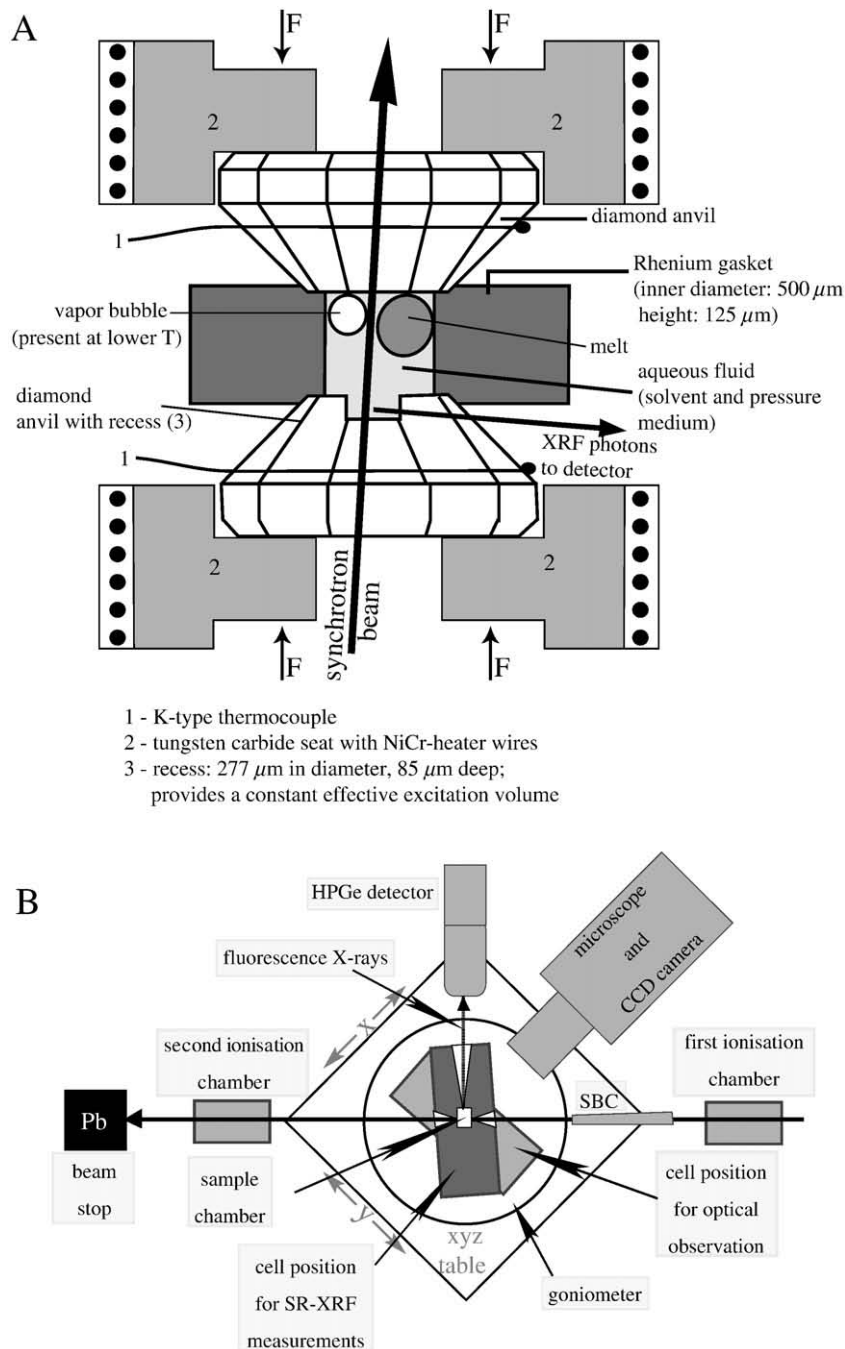 A
F
F
2
2
diamond anvil
1
Rhenium gasket
(inner diameter: 500 μm
height: 125 μm)
vapor bubble
(present at lower T)
melt
aqueous fluid
(solvent and pressure
medium)
diamond
anvil with recess (3)
XRF photons
to detector
1
2
2
synchrotron
beam
F
F
1 - K-type thermocouple
2 - tungsten carbide seat with NiCr-heater wires
3 - recess: 277 μm in diameter, 85 μm deep;
provides a constant effective excitation volume
B
HPGe detector
microscope
and
CCD camera
fluorescence X-rays
x
second ionisation
chamber
first ionisation
chamber
SBC
Pb
beam
stop
sample
chamber
y
xyz
table
cell position
for optical
observation
cell position
for SR-XRF
measurements
goniometer